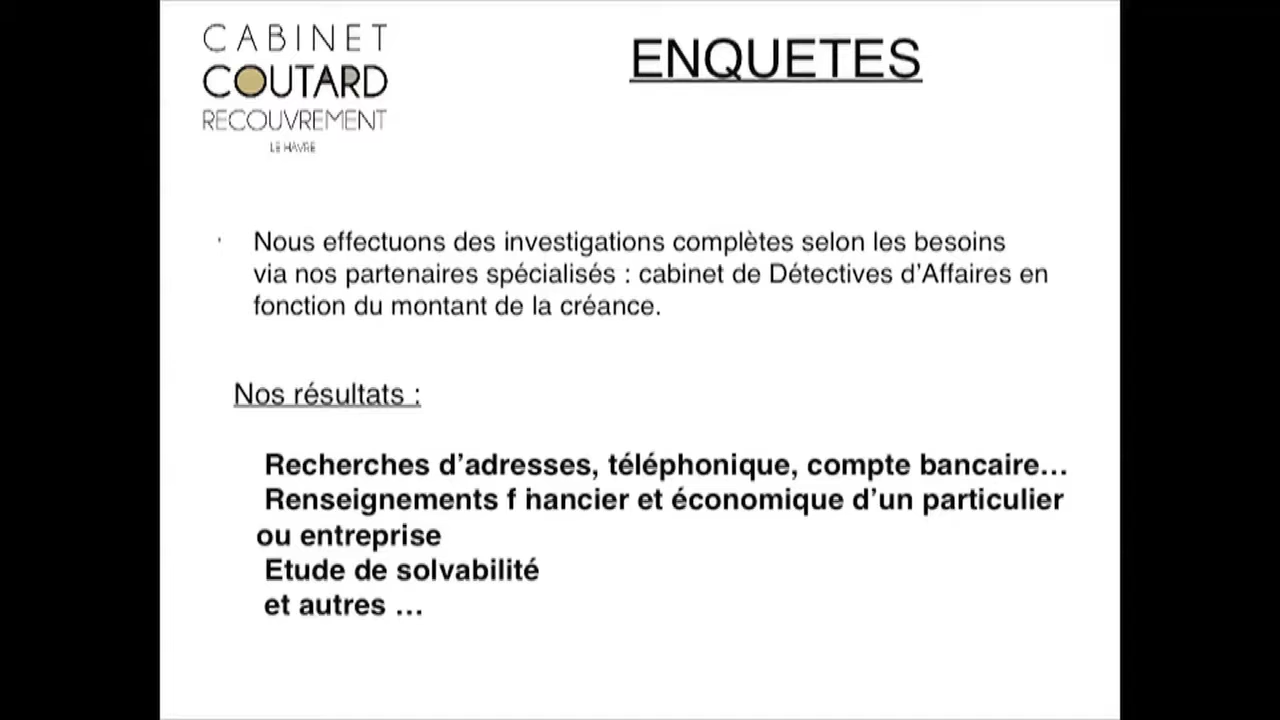 CABINET
COUTARD
RECOUVREMENT
LE HAVRE
ENQUETES
Nous effectuons des investigations complètes selon les besoins
via nos partenaires spécialisés : cabinet de Détectives d’Affaires en
fonction du montant de la créance.
Nos résultats :
Recherches d’adresses, téléphonique, compte bancaire…
Renseignements f hancier et économique d’un particulier
ou entreprise
Etude de solvabilité
et autres …